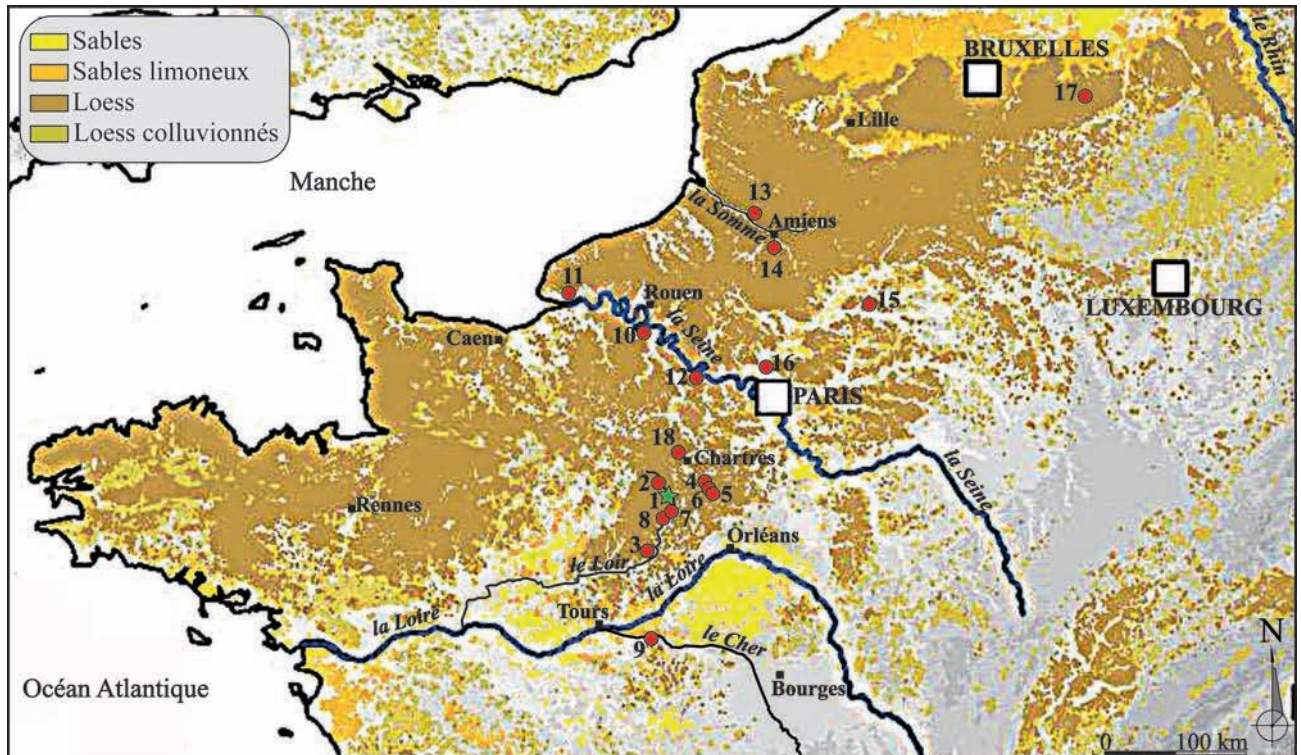 Sables
Sables limoneux
Loess
Loess colluvionnés
BRUXELLES
le Rhin
17
Lille
Manche
13
la Somme
Amiens
14
11
Rouen
la Seine
15
LUXEMBOURG
Caen
10
12
16
PARIS
18
Chartres
la Seine
2
4
1
6
5
Rennes
8
7
3
Orléans
le Loir
la Loire
Tours
la Loire
le Cher
9
Bourges
Océan Atlantique
N
0 100 km